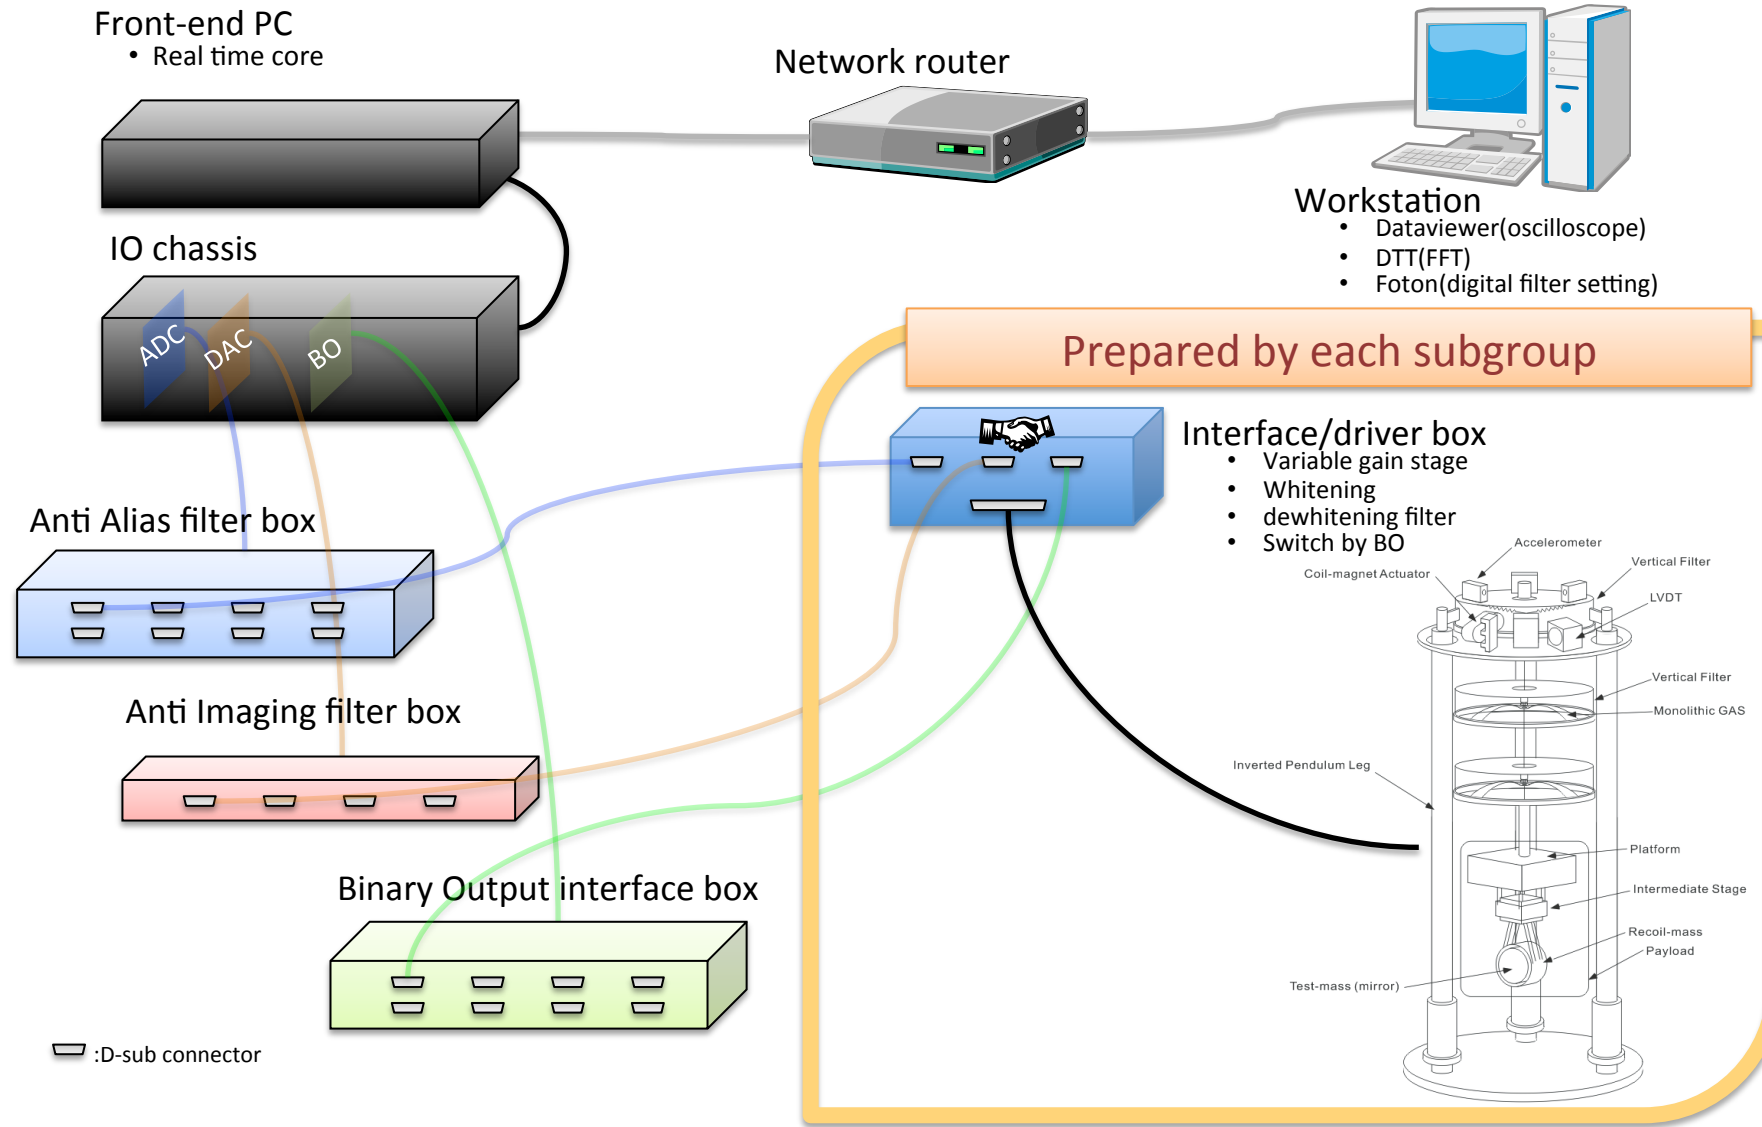 Front-end PC
• Real time core
Network router
Workstation
• Dataviewer(oscilloscope)
• DTT(FFT)
• Foton(digital filter setting)
IO chassis
ADC
DAC
BO
Prepared by each subgroup
Interface/driver box
• Variable gain stage
• Whitening
• dewhitening filter
• Switch by BO
Anti Alias filter box
Anti Imaging filter box
Binary Output interface box
:D-sub connector
Accelerometer
Coil-magnet Actuator
Vertical Filter
LVDT
Vertical Filter
Monolithic GAS
Inverted Pendulum Leg
Platform
Intermediate Stage
Recoil-mass
Payload
Test-mass (mirror)